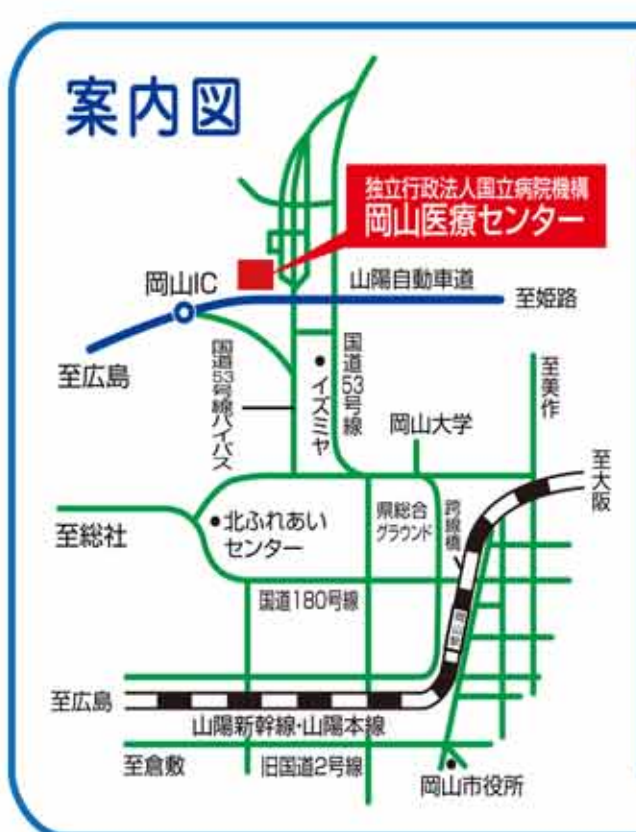 案内図
独立行政法人国立病院機構
岡山医療センター
岡山IC
山陽自動車道
至姫路
至広島
国道53号線バイパス
イズミヤ
国道53号線
至美作
岡山大学
至大阪
至総社
北ふれあい
センター
県総合
グラウンド
跨線橋
国道180号線
至広島
山陽新幹線・山陽本線
至倉敷
旧国道2号線
岡山市役所